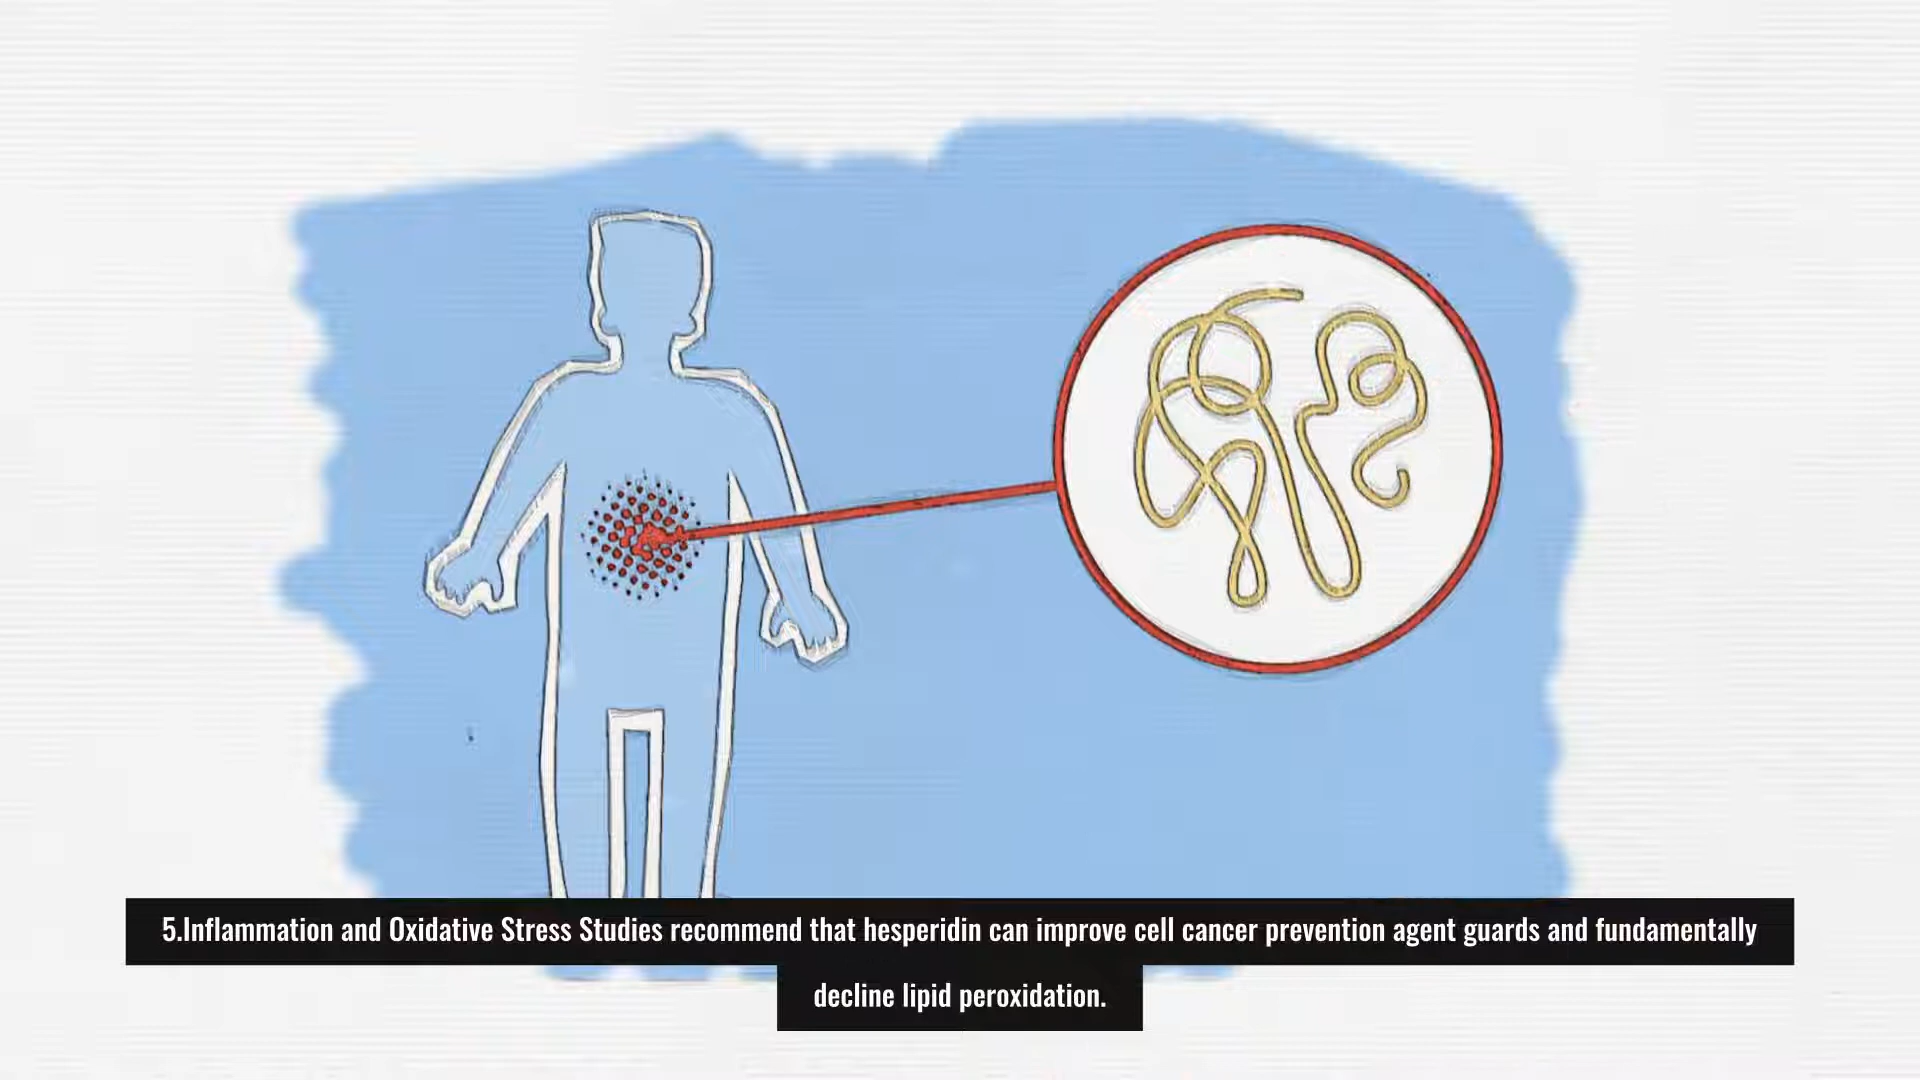 5.Inflammation and Oxidative Stress Studies recommend that hesperidin can improve cell cancer prevention agent guards and fundamentally
decline lipid peroxidation.